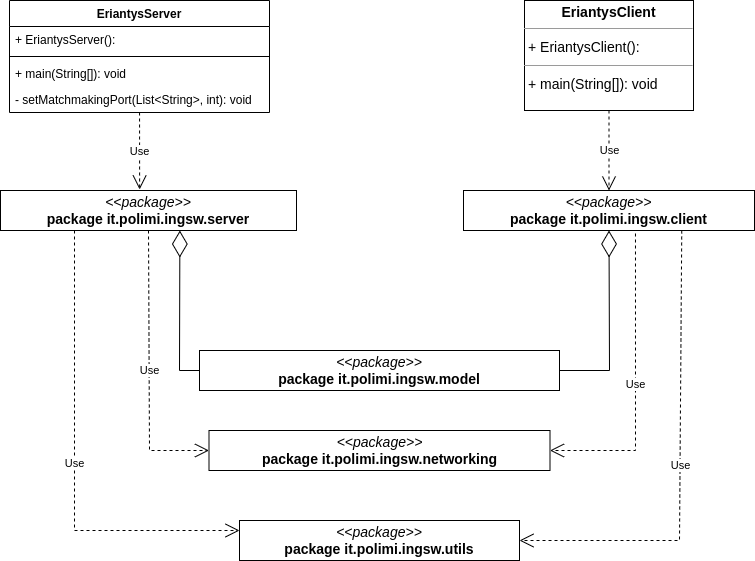 EriantysServer
+ EriantysServer():
+ main(String[]): void
- setMatchmakingPort(List<String>, int): void
EriantysClient
+ EriantysClient():
+ main(String[]): void
Use
Use
<<package>>
package it.polimi.ingsw.server
<<package>>
package it.polimi.ingsw.client
<<package>>
package it.polimi.ingsw.model
Use
Use
<<package>>
package it.polimi.ingsw.networking
Use
Use
<<package>>
package it.polimi.ingsw.utils